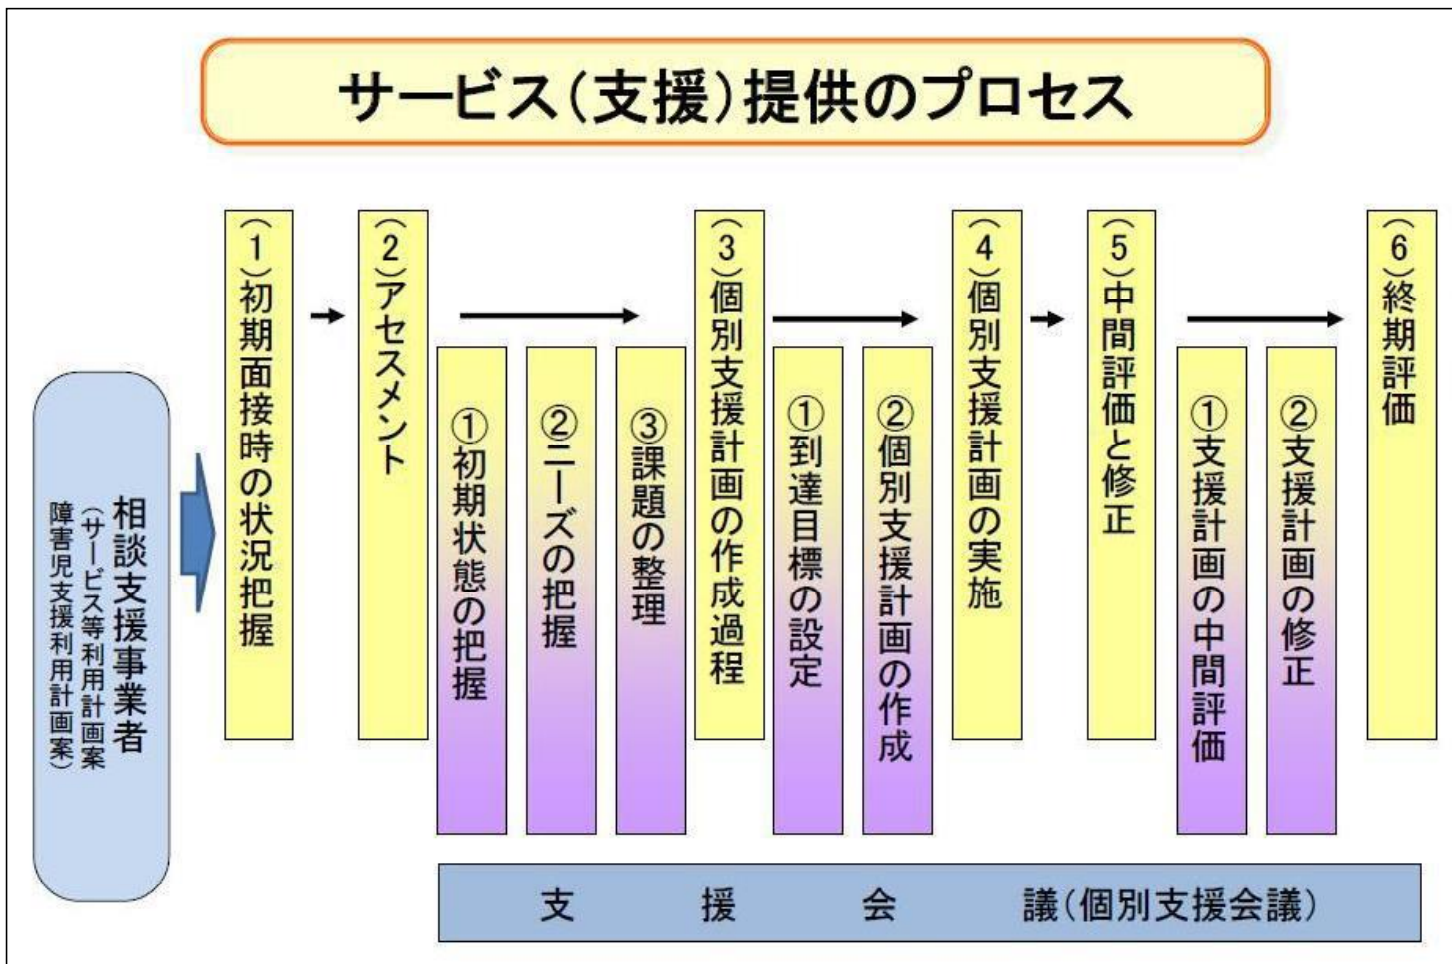 サービス(支援)提供のプロセス
相談支援事業者
(サービス等利用計画案
障害児支援利用計画案)
(1)初期面接時の状況把握
(2)アセスメント
①初期状態の把握
②ニーズの把握
③課題の整理
(3)個別支援計画の作成過程
①到達目標の設定
②個別支援計画の作成
(4)個別支援計画の実施
(5)中間評価と修正
①支援計画の中間評価
②支援計画の修正
(6)終期評価
支援会議(個別支援会議)